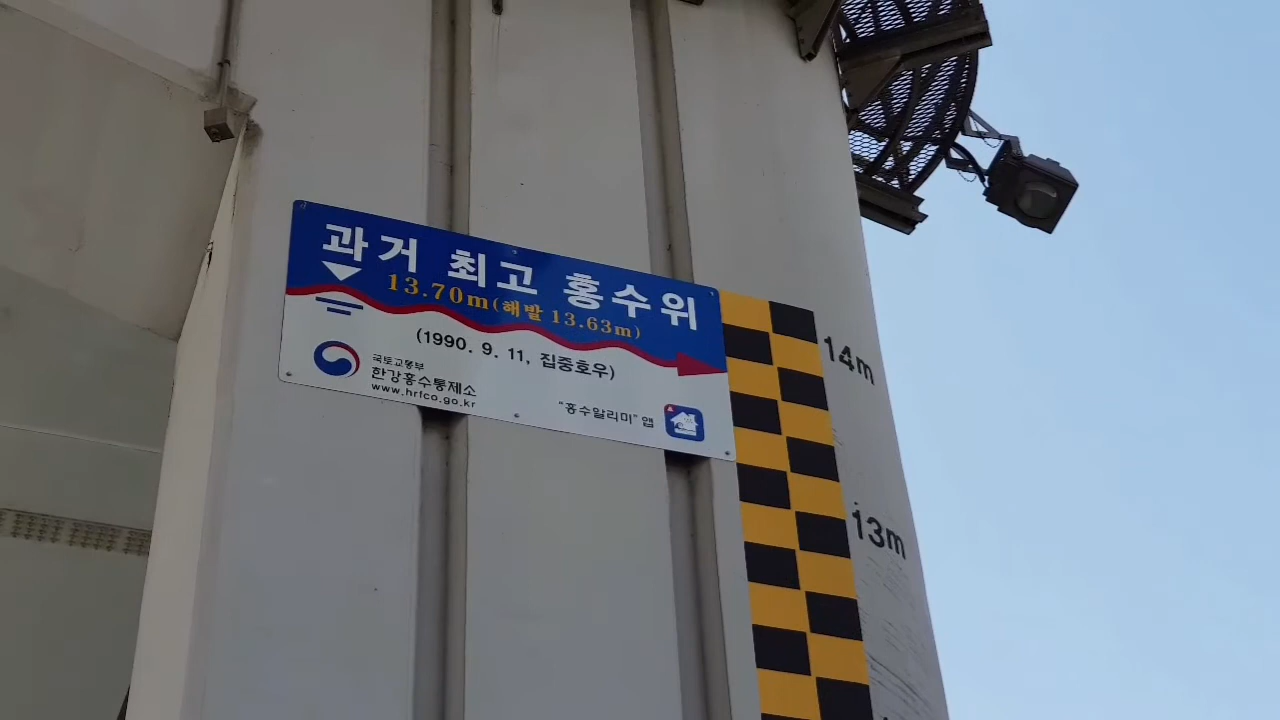 과거 최고 홍수위
13.70m(해발 13.63m)
(1990. 9. 11, 집중호우)
국토교통부
한강홍수통제소
www.hrfco.go.kr
"홍수알리미" 앱
14m
13m